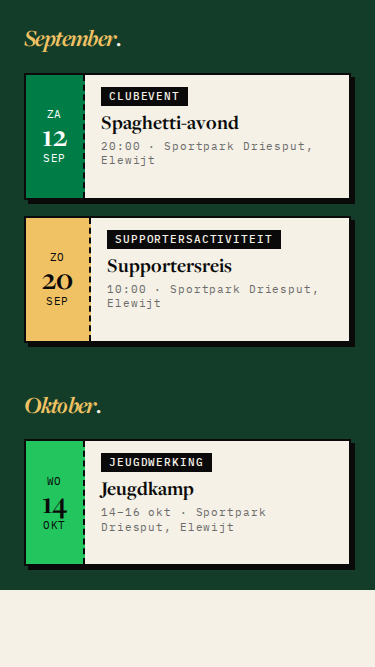 September.
ZA
12
SEP
CLUBEVENT
Spaghetti-avond
20:00 · Sportpark Driesput,
Elewijt
ZO
20
SEP
SUPPORTERSACTIVITEIT
Supportersreis
10:00 · Sportpark Driesput,
Elewijt
Oktober.
WO
14
OKT
JEUGDWERKING
Jeugdkamp
14–16 okt · Sportpark
Driesput, Elewijt